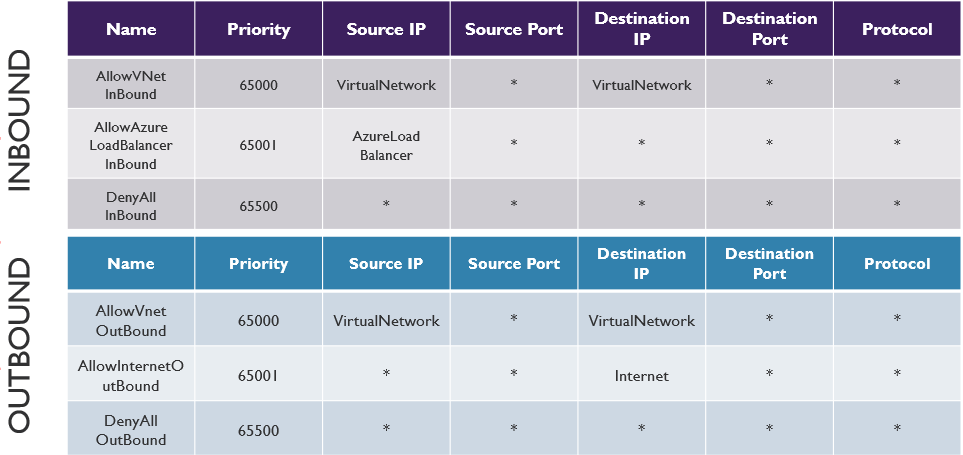 INBOUND
Name Priority Source IP Source Port Destination IP Destination Port Protocol
AllowVNet InBound 65000 VirtualNetwork * VirtualNetwork * *
AllowAzure LoadBalancer InBound 65001 AzureLoad Balancer * * * *
DenyAll InBound 65500 * * * * *
OUTBOUND
Name Priority Source IP Source Port Destination IP Destination Port Protocol
AllowVnet OutBound 65000 VirtualNetwork * VirtualNetwork * *
AllowInternetO utBound 65001 * * Internet * *
DenyAll OutBound 65500 * * * * *